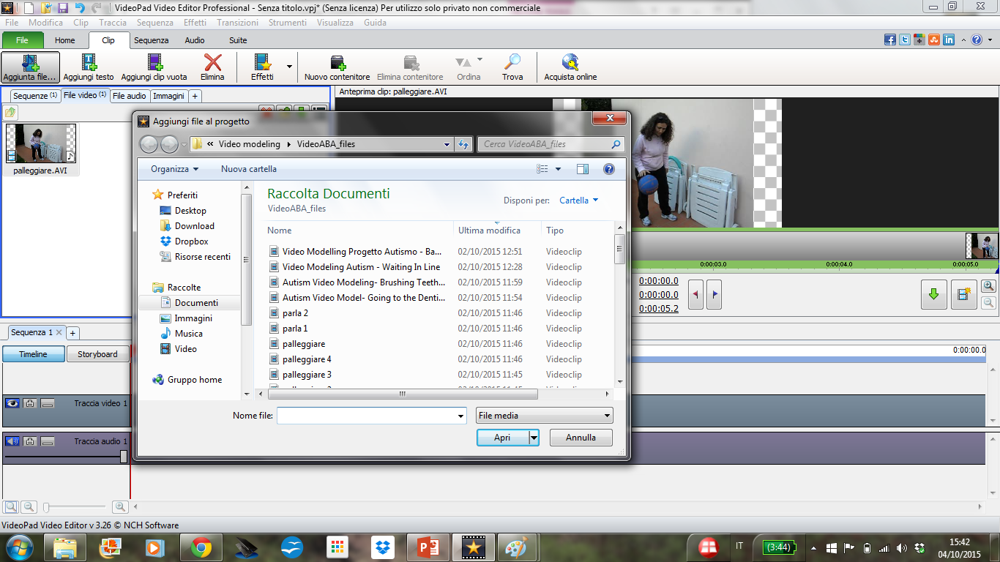 VideoPad Video Editor Professional - Senza titolo.vpj* (Senza licenza) Per utilizzo solo privato non commerciale
File Modifica Clip Traccia Sequenza Effetti Transizioni Strumenti Visualizza Guida
File Home Clip Sequenza Audio Suite
Aggiunta file... Aggiungi testo Aggiungi clip vuota Elimina Effetti Nuovo contenitore Elimina contenitore Ordina Trova Acquista online
Sequenze (1) File video (1) File audio Immagini +
Anteprima clip: palleggiare.AVI
palleggiare.AVI
Aggiungi file al progetto
« Video modeling VideoABA_files
Cerca VideoABA_files
Organizza Nuova cartella
Preferiti
Desktop
Download
Dropbox
Risorse recenti
Raccolte
Documenti
Immagini
Musica
Video
Gruppo home
Raccolta Documenti
VideoABA_files
Disponi per: Cartella
Nome Ultima modifica Tipo
Video Modelling Progetto Autismo - Ba... 02/10/2015 12:51 Videoclip
Video Modeling Autism - Waiting In Line 02/10/2015 12:28 Videoclip
Autism Video Modeling- Brushing Teeth... 02/10/2015 11:59 Videoclip
Autism Video Model- Going to the Denti... 02/10/2015 11:54 Videoclip
parla 2 02/10/2015 11:46 Videoclip
parla 1 02/10/2015 11:46 Videoclip
palleggiare 02/10/2015 11:46 Videoclip
palleggiare 4 02/10/2015 11:46 Videoclip
palleggiare 3 02/10/2015 11:45 Videoclip
Nome file:
File media
Apri Annulla
0:00:03.0 0:00:04.0 0:00:05.0
0:00:00.0
0:00:00.0
0:00:05.2
Sequenza 1 +
Timeline Storyboard
0:00:00.0
Traccia video 1
Traccia audio 1
VideoPad Video Editor v 3.26 © NCH Software
IT
(3:44)
15:42
04/10/2015